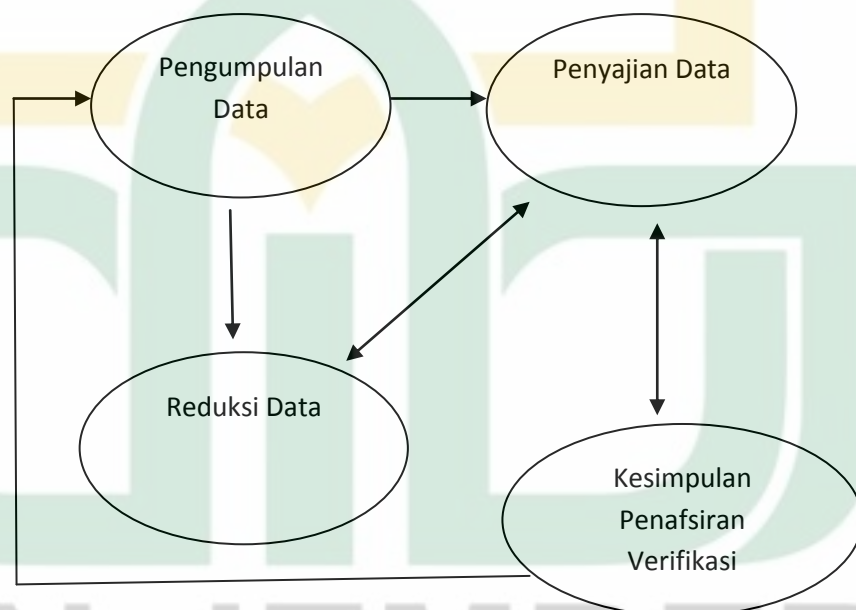 Pengumpulan
Data
Penyajian Data
Reduksi Data
Kesimpulan
Penafsiran
Verifikasi